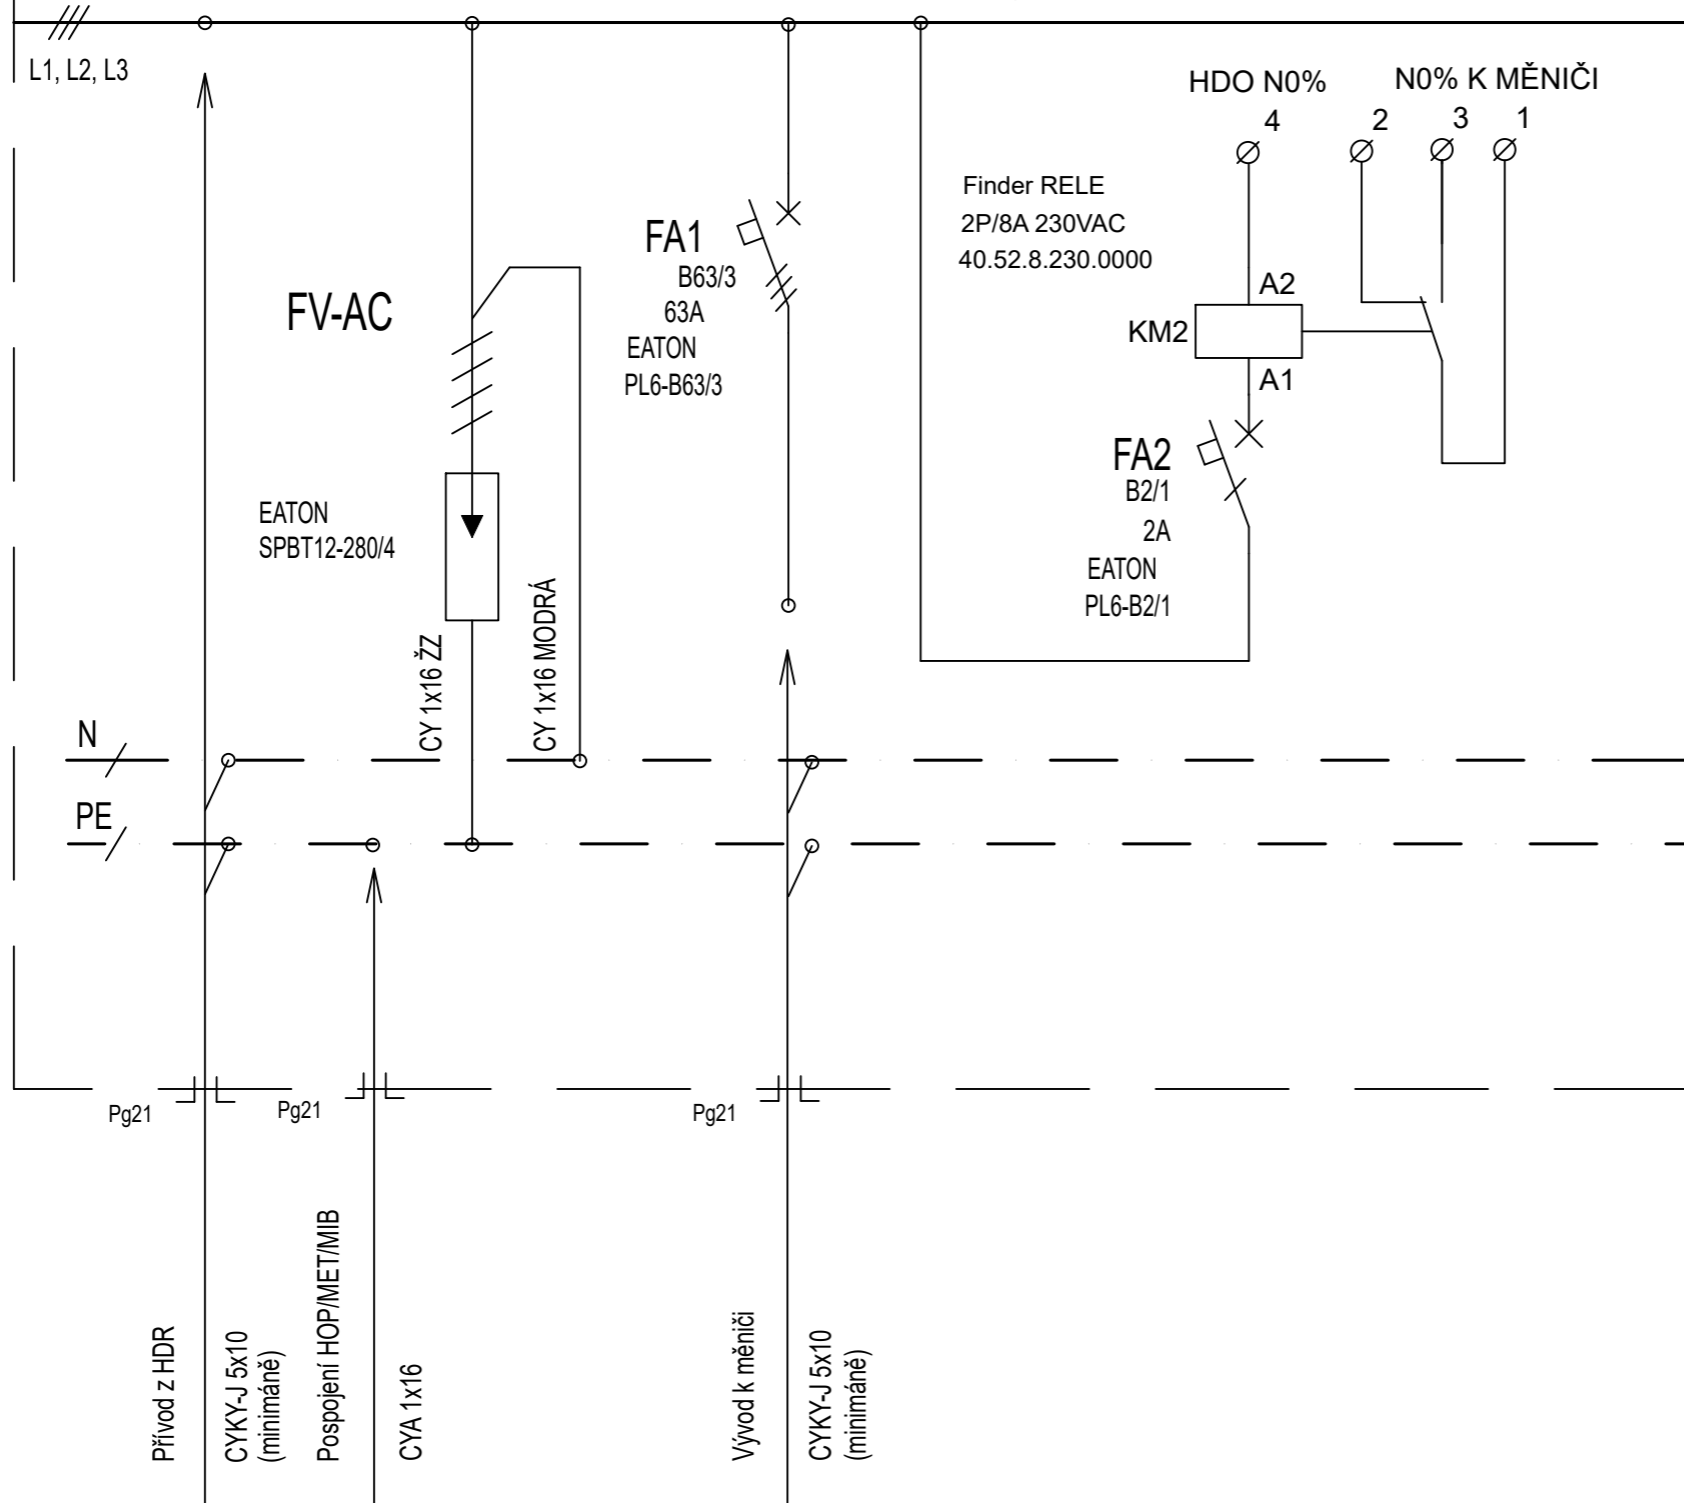 L1, L2, L3
HDO N0%
4
N0% K MĚNIČI
2
3
1
Finder RELE
2P/8A 230VAC
40.52.8.230.0000
FA1
B63/3
63A
EATON
PL6-B63/3
FV-AC
A2
KM2
A1
FA2
B2/1
2A
EATON
PL6-B2/1
EATON
SPBT12-280/4
CY 1x16 ŽZ
CY 1x16 MODRÁ
N
PE
Pg21
Pg21
Pg21
Přívod z HDR
CYKY-J 5x10
(minimáně)
Pospojení HOP/MET/MIB
CYA 1x16
Vývod k měniči
CYKY-J 5x10
(minimáně)